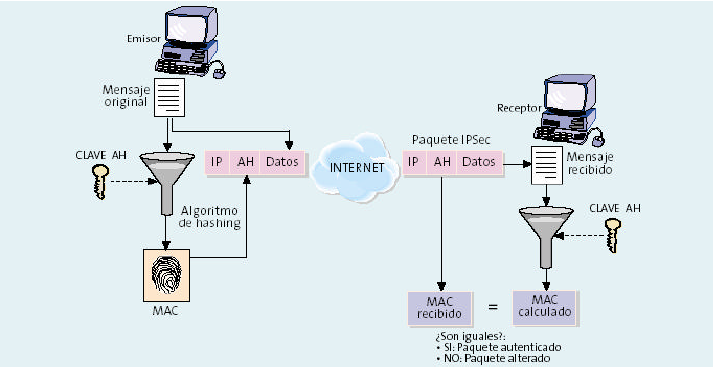 Emisor
Mensaje
original
CLAVE AH
IP AH Datos
Algoritmo
de hashing
MAC
INTERNET
Paquete IPSec
IP AH Datos
Receptor
Mensaje
recibido
CLAVE AH
MAC
recibido
=
MAC
calculado
¿Son iguales?:
• SI: Paquete autenticado
• NO: Paquete alterado